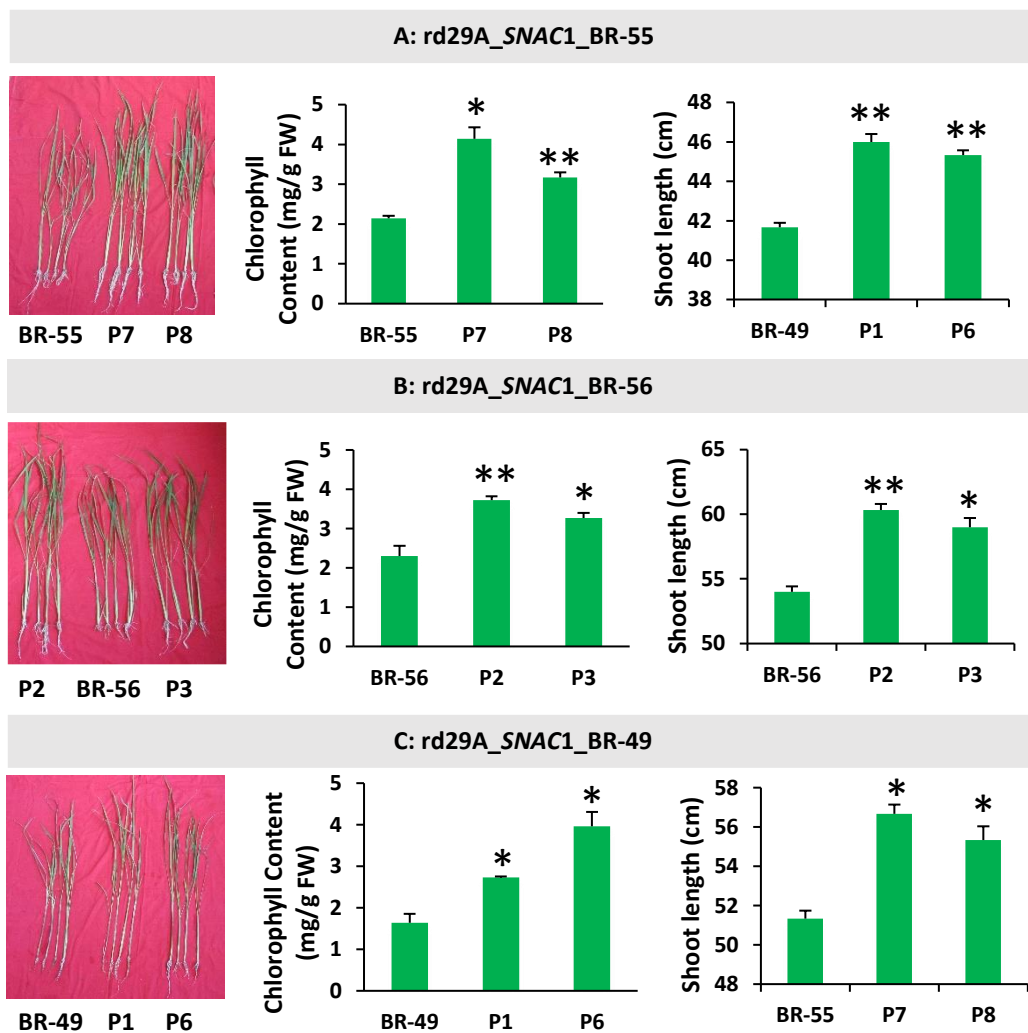 A: rd29A_SNAC1_BR-55
BR-55 P7 P8
Chlorophyll
Content (mg/g FW)
5
4
3
2
1
0
* **
BR-55 P7 P8
Shoot length (cm)
48
46
44
42
40
38
** **
BR-49 P1 P6
B: rd29A_SNAC1_BR-56
P2 BR-56 P3
Chlorophyll
Content (mg/g FW)
5
4
3
2
1
0
** *
BR-56 P2 P3
Shoot length (cm)
65
60
55
50
** *
BR-56 P2 P3
C: rd29A_SNAC1_BR-49
BR-49 P1 P6
Chlorophyll Content
(mg/g FW)
5
4
3
2
1
0
* *
BR-49 P1 P6
Shoot length (cm)
58
56
54
52
50
48
* *
BR-55 P7 P8